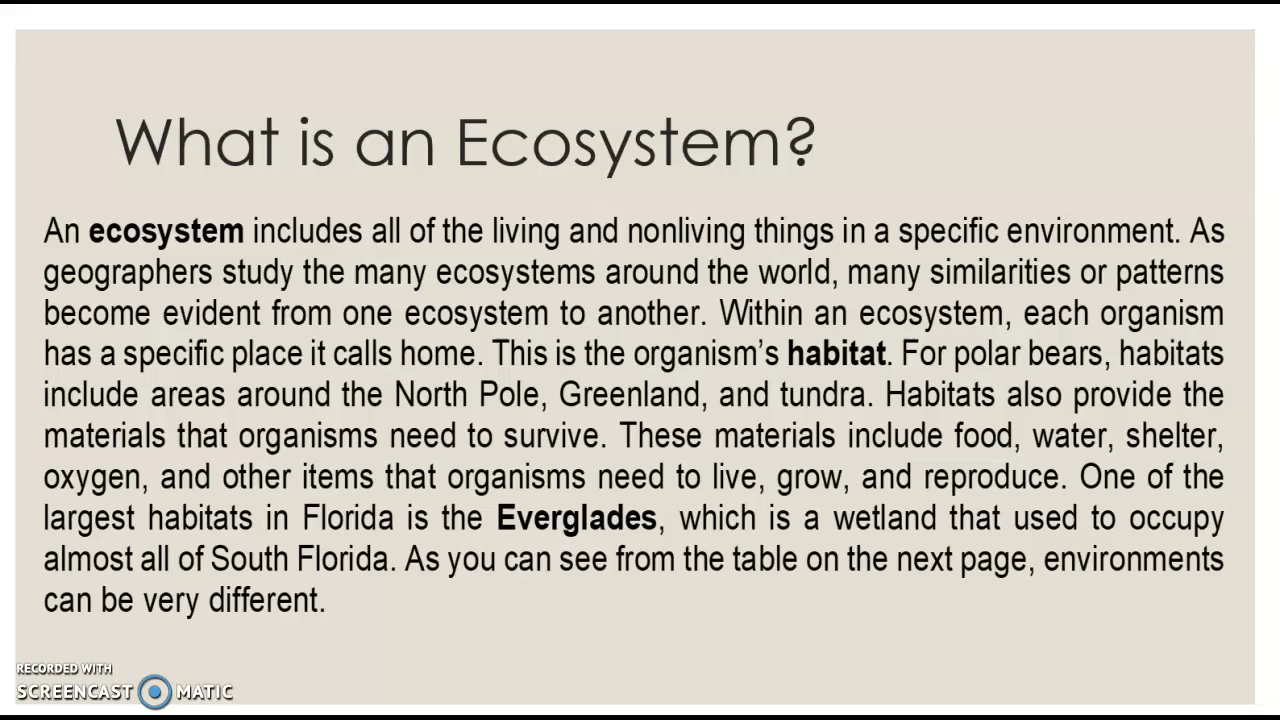 What is an Ecosystem?
An ecosystem includes all of the living and nonliving things in a specific environment. As
geographers study the many ecosystems around the world, many similarities or patterns
become evident from one ecosystem to another. Within an ecosystem, each organism
has a specific place it calls home. This is the organism’s habitat. For polar bears, habitats
include areas around the North Pole, Greenland, and tundra. Habitats also provide the
materials that organisms need to survive. These materials include food, water, shelter,
oxygen, and other items that organisms need to live, grow, and reproduce. One of the
largest habitats in Florida is the Everglades, which is a wetland that used to occupy
almost all of South Florida. As you can see from the table on the next page, environments
can be very different.
RECORDED WITH
SCREENCAST MATIC